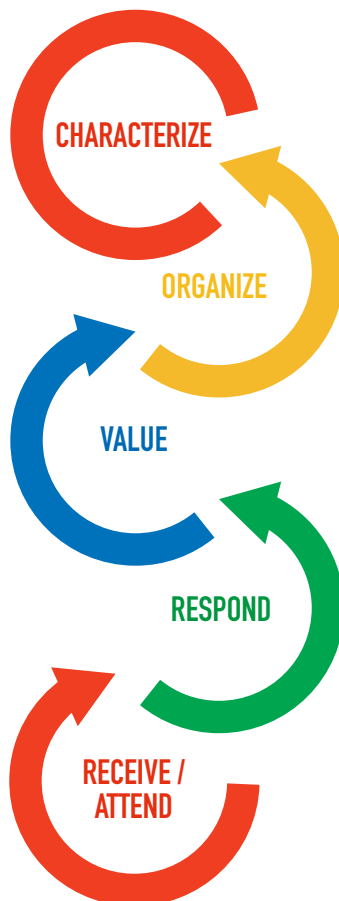 CHARACTERIZE
ORGANIZE
VALUE
RESPOND
RECEIVE /
ATTEND